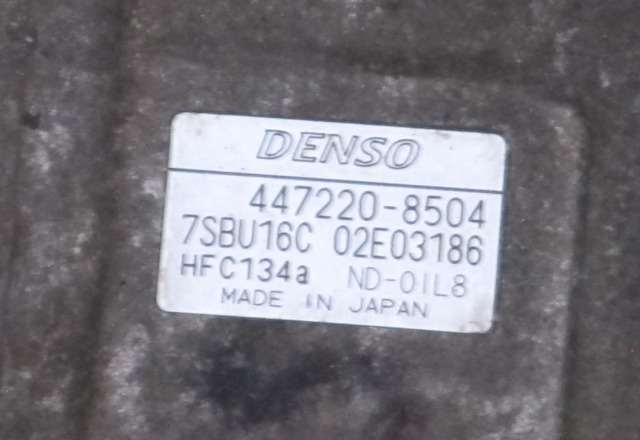 DENSO
447220-8504
7SBU16C 02E03186
HFC134a ND-OIL8
MADE IN JAPAN